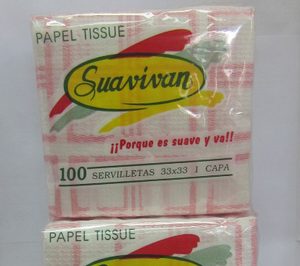 PAPEL TISSUE
Suavivan
¡¡Porque es suave y va!!
100 SERVILLETAS 33x33 1 CAPA
PAPEL TISSUE